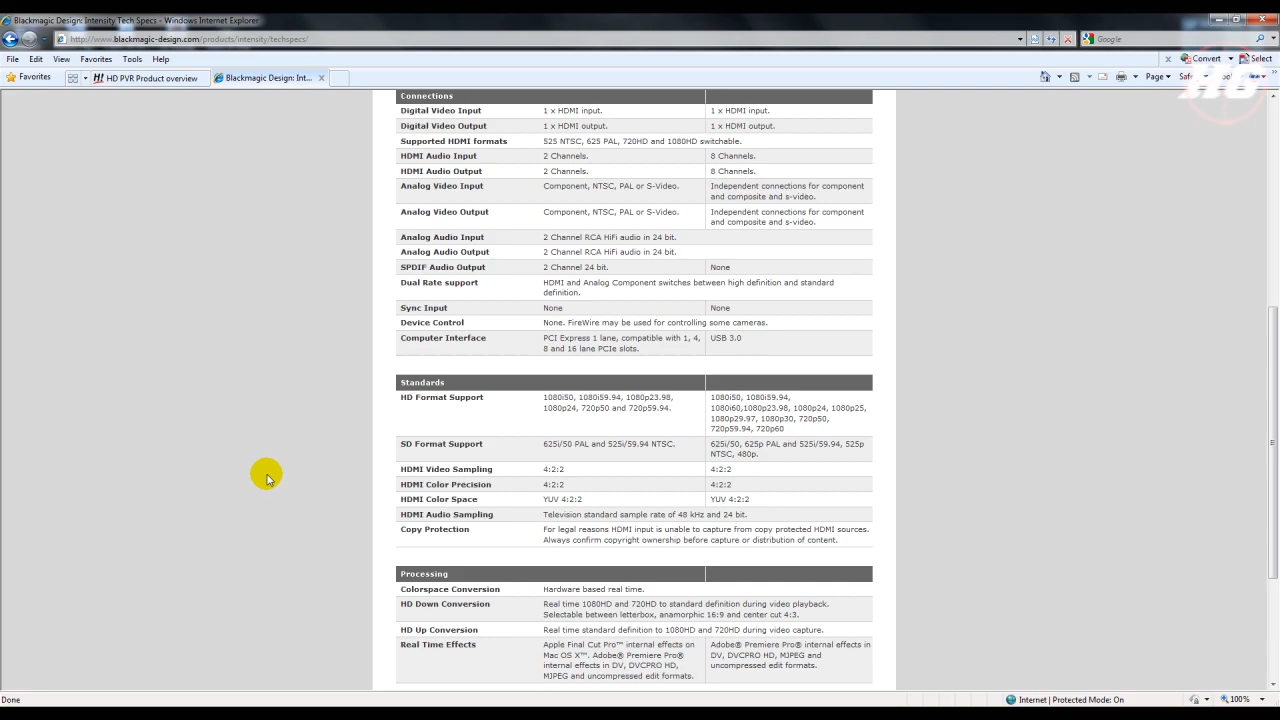 Blackmagic Design: Intensity Tech Specs - Windows Internet Explorer
http://www.blackmagic-design.com/products/intensity/techspecs/
Google
File Edit View Favorites Tools Help
Convert Select
Favorites
HD PVR Product overview
Blackmagic Design: Int...
Page
Connections
Digital Video Input 1 x HDMI input. 1 x HDMI input.
Digital Video Output 1 x HDMI output. 1 x HDMI output.
Supported HDMI formats 525 NTSC, 625 PAL, 720HD and 1080HD switchable.
HDMI Audio Input 2 Channels. 8 Channels.
HDMI Audio Output 2 Channels. 8 Channels.
Analog Video Input Component, NTSC, PAL or S-Video. Independent connections for component
and composite and s-video.
Analog Video Output Component, NTSC, PAL or S-Video. Independent connections for component
and composite and s-video.
Analog Audio Input 2 Channel RCA HiFi audio in 24 bit.
Analog Audio Output 2 Channel RCA HiFi audio in 24 bit.
SPDIF Audio Output 2 Channel 24 bit. None
Dual Rate support HDMI and Analog Component switches between high definition and standard
definition.
Sync Input None None
Device Control None. FireWire may be used for controlling some cameras.
Computer Interface PCI Express 1 lane, compatible with 1, 4, USB 3.0
8 and 16 lane PCIe slots.
Standards
HD Format Support 1080i50, 1080i59.94, 1080p23.98, 1080i50, 1080i59.94,
1080p24, 720p50 and 720p59.94. 1080i60,1080p23.98, 1080p24, 1080p25,
1080p29.97, 1080p30, 720p50,
720p59.94, 720p60
SD Format Support 625i/50 PAL and 525i/59.94 NTSC. 625i/50, 625p PAL and 525i/59.94, 525p
NTSC, 480p.
HDMI Video Sampling 4:2:2 4:2:2
HDMI Color Precision 4:2:2 4:2:2
HDMI Color Space YUV 4:2:2 YUV 4:2:2
HDMI Audio Sampling Television standard sample rate of 48 kHz and 24 bit.
Copy Protection For legal reasons HDMI input is unable to capture from copy protected HDMI sources.
Always confirm copyright ownership before capture or distribution of content.
Processing
Colorspace Conversion Hardware based real time.
HD Down Conversion Real time 1080HD and 720HD to standard definition during video playback.
Selectable between letterbox, anamorphic 16:9 and center cut 4:3.
HD Up Conversion Real time standard definition to 1080HD and 720HD during video capture.
Real Time Effects Apple Final Cut Pro™ internal effects on Adobe® Premiere Pro® internal effects in
Mac OS X™. Adobe® Premiere Pro® DV, DVCPRO HD, MJPEG and
internal effects in DV, DVCPRO HD, uncompressed edit formats.
MJPEG and uncompressed edit formats.
Done
Internet | Protected Mode: On
100%